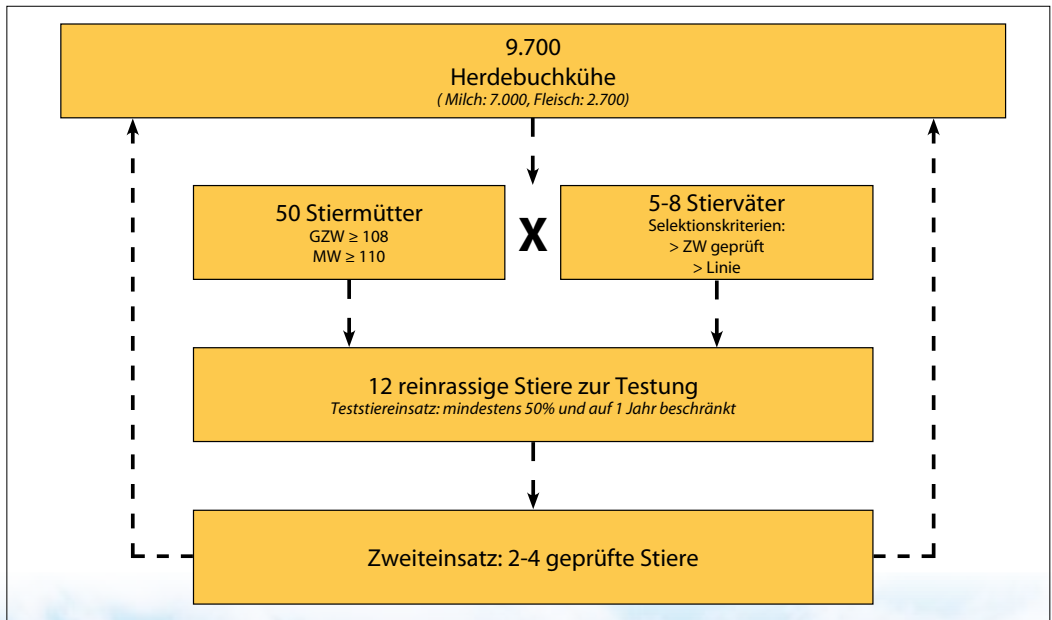 9.700
Herdebuchkühe
( Milch: 7.000, Fleisch: 2.700)
50 Stiermütter
GZW ≥ 108
MW ≥ 110
X
5-8 Stierväter
Selektionskriterien:
> ZW geprüft
> Linie
12 reinrassige Stiere zur Testung
Teststiereinsatz: mindestens 50% und auf 1 Jahr beschränkt
Zweiteinsatz: 2-4 geprüfte Stiere